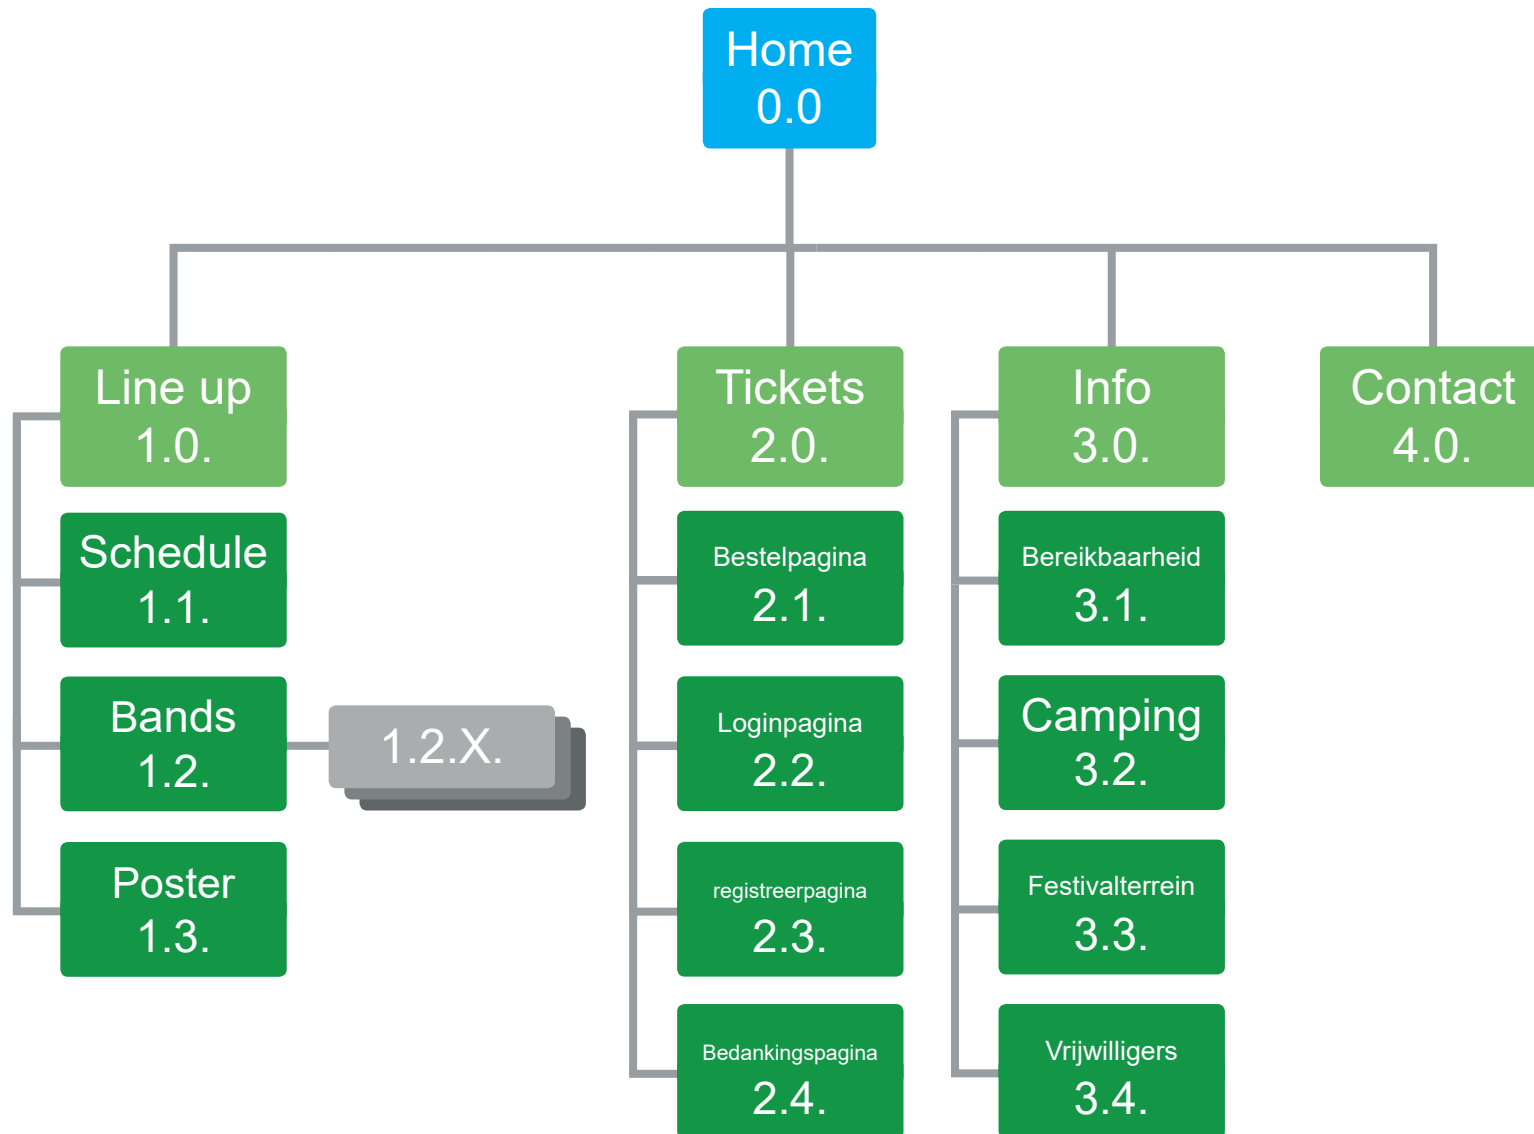 Home
0.0
Line up
1.0.
Schedule
1.1.
Bands
1.2.
1.2.X.
Poster
1.3.
Tickets
2.0.
Bestelpagina
2.1.
Loginpagina
2.2.
registreerpagina
2.3.
Bedankingspagina
2.4.
Info
3.0.
Bereikbaarheid
3.1.
Camping
3.2.
Festivalterrein
3.3.
Vrijwilligers
3.4.
Contact
4.0.